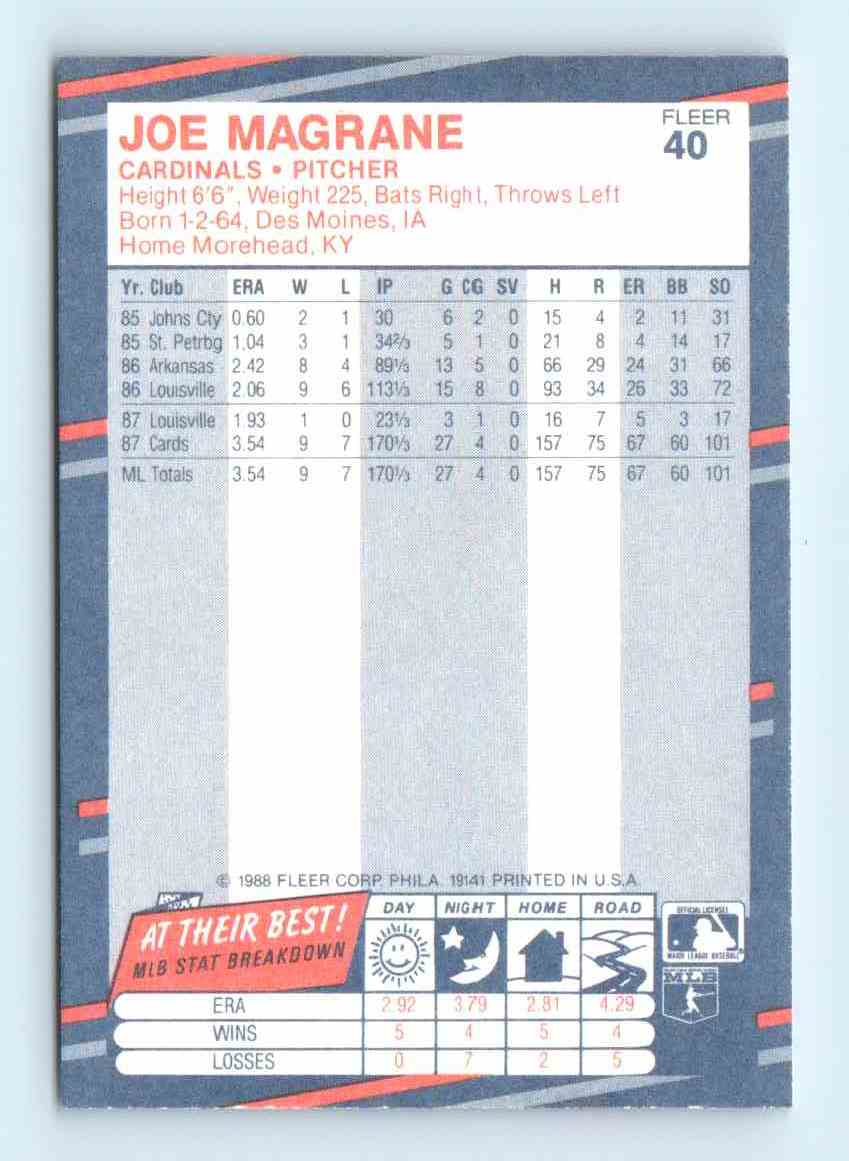 JOE MAGRANE
FLEER
40
CARDINALS • PITCHER
Height 6'6", Weight 225, Bats Right, Throws Left
Born 1-2-64, Des Moines, IA
Home Morehead, KY
Yr. Club ERA W L IP G CG SV H R ER BB SO
85 Johns Cty 0.60 2 1 30 6 2 0 15 4 2 11 31
85 St. Petrbg 1.04 3 1 34⅔ 5 1 0 21 8 4 14 17
86 Arkansas 2.42 8 4 89⅓ 13 5 0 66 29 24 31 66
86 Louisville 2.06 9 6 113⅓ 15 8 0 93 34 26 33 72
87 Louisville 1.93 1 0 23⅓ 3 1 0 16 7 5 3 17
87 Cards 3.54 9 7 170⅓ 27 4 0 157 75 67 60 101
ML Totals 3.54 9 7 170⅓ 27 4 0 157 75 67 60 101
© 1988 FLEER CORP. PHILA. 19141 PRINTED IN U.S.A.
AT THEIR BEST!
MLB STAT BREAKDOWN
DAY NIGHT HOME ROAD
ERA 2.92 3.79 2.81 4.29
WINS 5 4 5 4
LOSSES 0 7 2 5
OFFICIAL LICENSEE
MAJOR LEAGUE BASEBALL
MLB